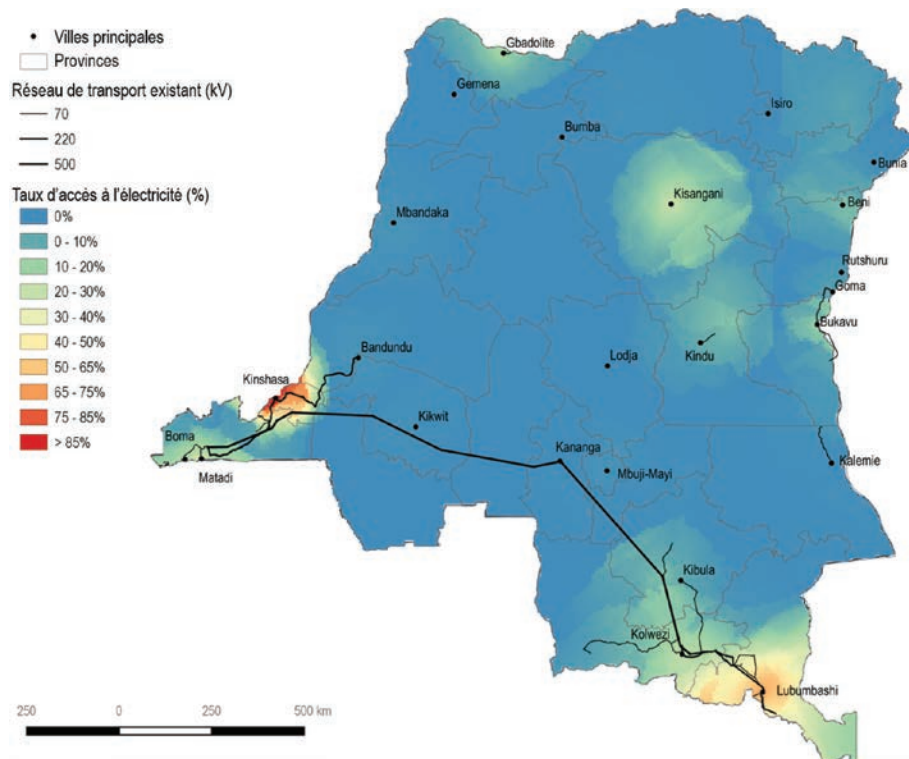 Villes principales
Provinces
Réseau de transport existant (kV)
70
220
500
Taux d'accès à l'électricité (%)
0%
0 - 10%
10 - 20%
20 - 30%
30 - 40%
40 - 50%
50 - 65%
65 - 75%
75 - 85%
> 85%
Gbadolite
Gemena
Isiro
Bumba
Bunia
Kisangani
Beni
Mbandaka
Rutshuru
Goma
Bukavu
Bandundu
Kindu
Lodja
Kinshasa
Kikwit
Boma
Kananga
Kalemie
Matadi
Mbuji-Mayi
Kibula
Kolwezi
Lubumbashi
250 0 250 500 km